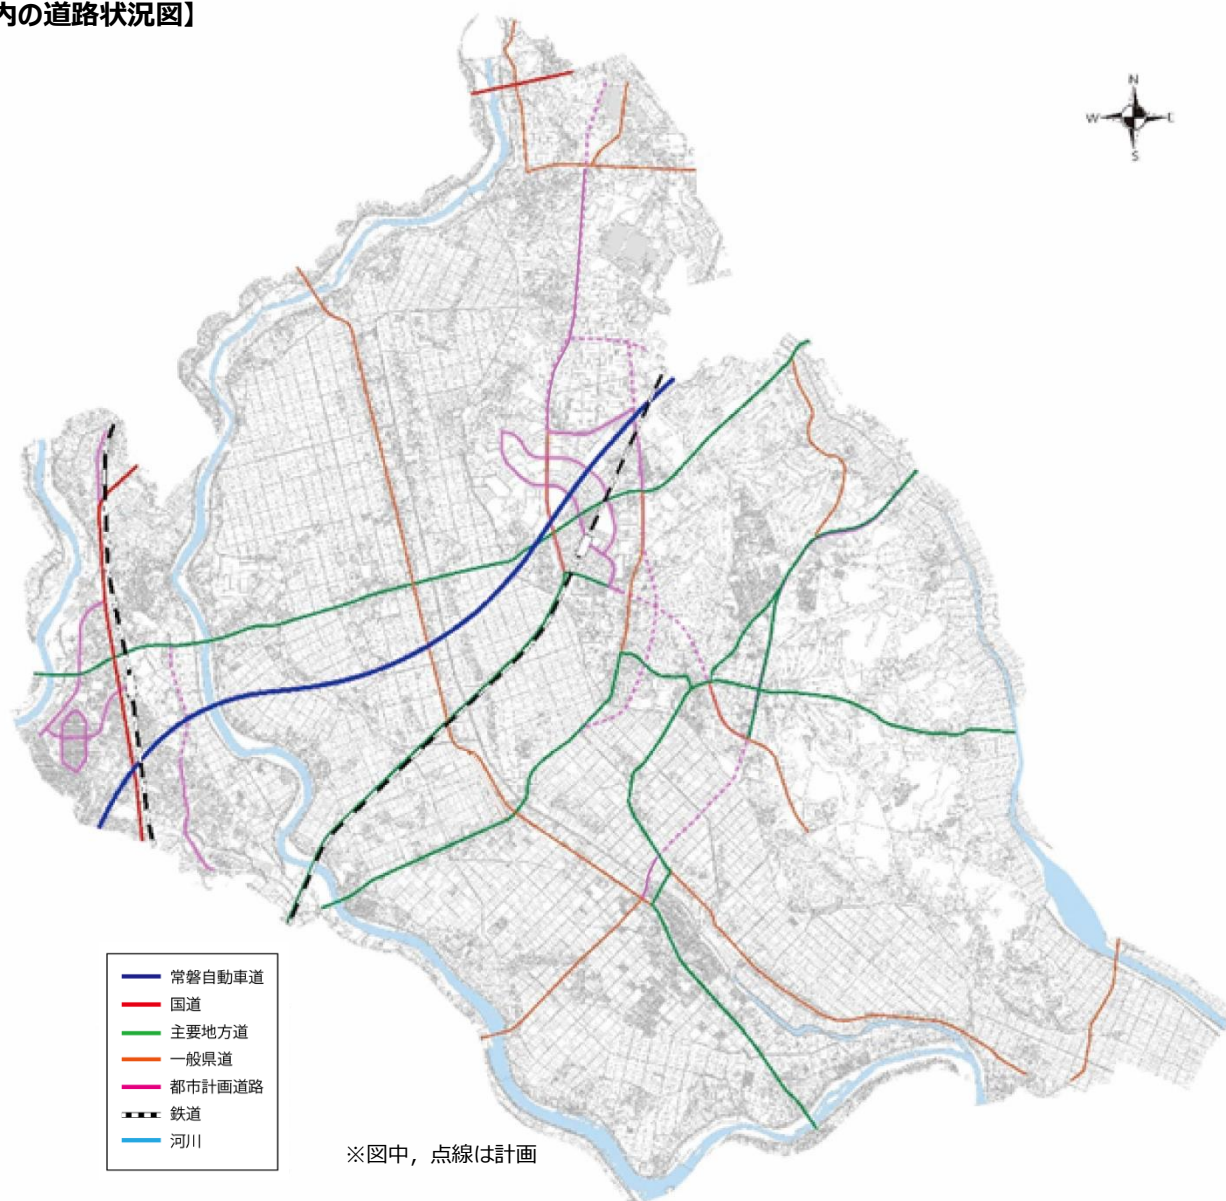 内の道路状況図】
N
W
S
常磐自動車道
国道
主要地方道
一般県道
都市計画道路
鉄道
河川
※図中，点線は計画